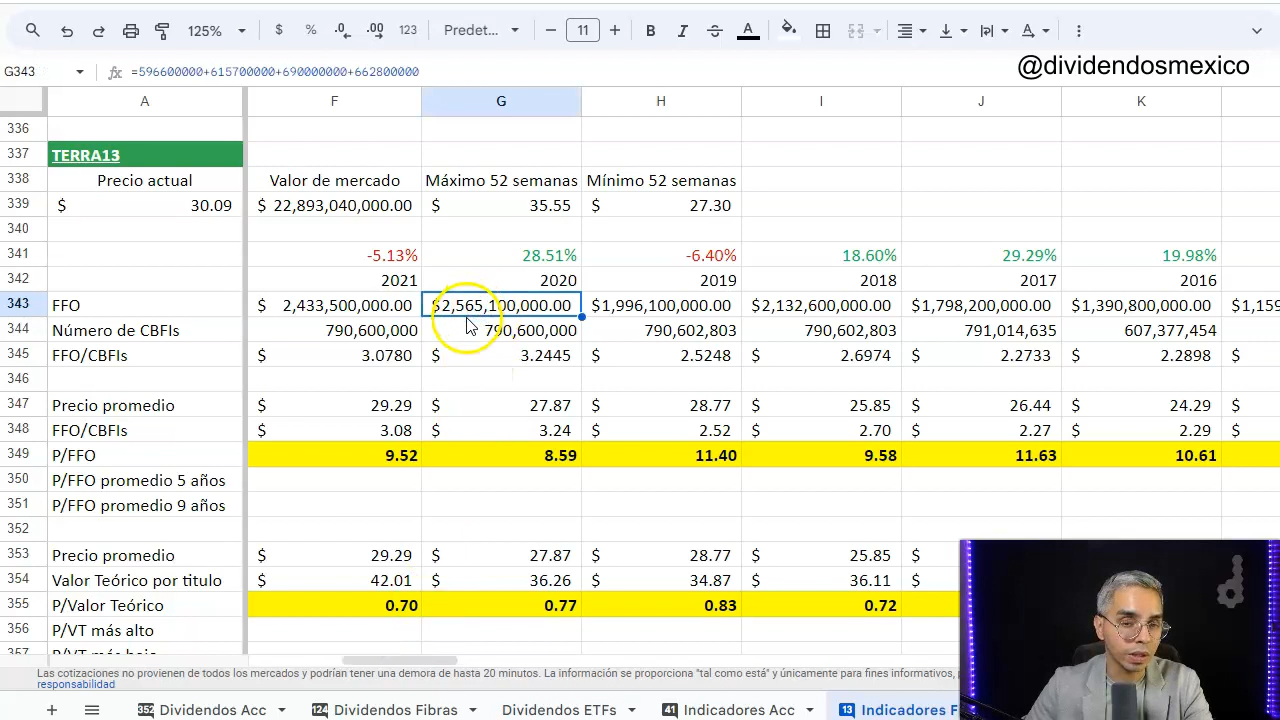 125% $ % .0 .00 123 Predet... 11 B I A
@dividendosmexico
G343 fx =596600000+615700000+690000000+662800000
A F G H I J K
336
337 TERRA13
338 Precio actual Valor de mercado Máximo 52 semanas Mínimo 52 semanas
339 $ 30.09 $ 22,893,040,000.00 $ 35.55 $ 27.30
340
341 -5.13% 28.51% -6.40% 18.60% 29.29% 19.98%
342 2021 2020 2019 2018 2017 2016
343 FFO $ 2,433,500,000.00 $2,565,100,000.00 $1,996,100,000.00 $2,132,600,000.00 $1,798,200,000.00 $1,390,800,000.00 $1,159
344 Número de CBFIs 790,600,000 790,600,000 790,602,803 790,602,803 791,014,635 607,377,454
345 FFO/CBFIs 3.0780 3.2445 2.5248 2.6974 2.2733 2.2898
346
347 Precio promedio $ 29.29 $ 27.87 $ 28.77 $ 25.85 $ 26.44 $ 24.29 $
348 FFO/CBFIs $ 3.08 $ 3.24 $ 2.52 $ 2.70 $ 2.27 $ 2.29 $
349 P/FFO 9.52 8.59 11.40 9.58 11.63 10.61
350 P/FFO promedio 5 años
351 P/FFO promedio 9 años
352
353 Precio promedio $ 29.29 $ 27.87 $ 28.77 $ 25.85 $
354 Valor Teórico por titulo $ 42.01 $ 36.26 $ 34.87 $ 36.11 $
355 P/Valor Teórico 0.70 0.77 0.83 0.72
356 P/VT más alto
357 P/VT más bajo
Las cotizaciones no provienen de todos los mercados y podrían tener una demora de hasta 20 minutos. La información se proporciona "tal como está" y únicamente para fines informativos,
responsabilidad
352 Dividendos Acc 124 Dividendos Fibras Dividendos ETFs 41 Indicadores Acc 13 Indicadores F